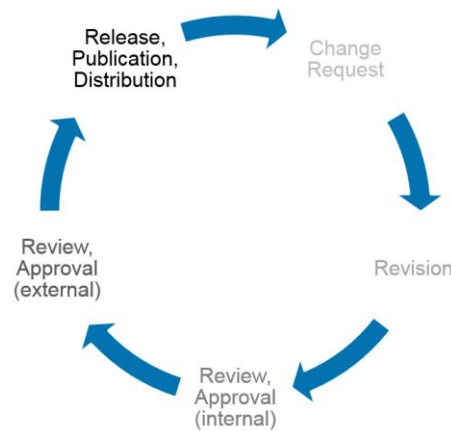 Release,
Publication,
Distribution
Change
Request
Revision
Review,
Approval
(internal)
Review,
Approval
(external)